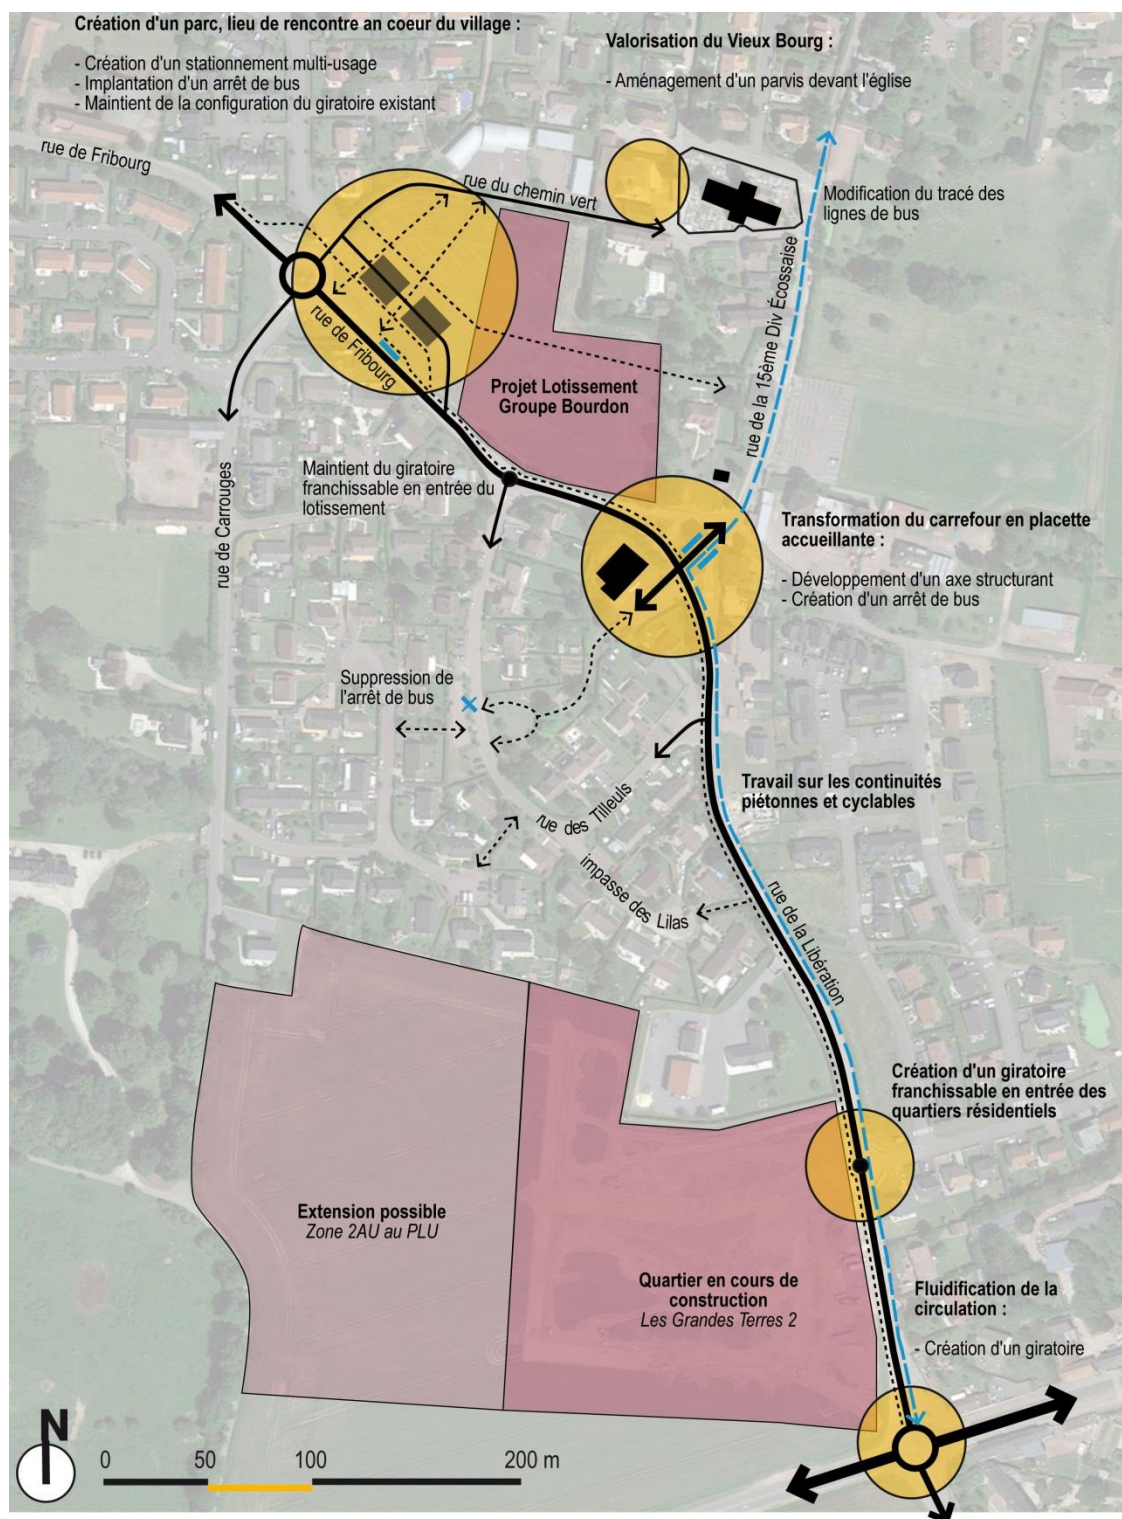 Création d'un parc, lieu de rencontre an coeur du village :
- Création d'un stationnement multi-usage
- Implantation d'un arrêt de bus
- Maintient de la configuration du giratoire existant
Valorisation du Vieux Bourg :
- Aménagement d'un parvis devant l'église
rue de Fribourg
rue du chemin vert
Modification du tracé des
lignes de bus
rue de la 15ème Div Écossaise
rue de Fribourg
Projet Lotissement
Groupe Bourdon
Maintient du giratoire
franchissable en entrée du
lotissement
rue de Carrouges
Transformation du carrefour en placette
accueillante :
- Développement d'un axe structurant
- Création d'un arrêt de bus
Suppression de
l'arrêt de bus
Travail sur les continuités
piétonnes et cyclables
rue des Tilleuls
impasse des Lilas
rue de la Libération
Création d'un giratoire
franchissable en entrée des
quartiers résidentiels
Extension possible
Zone 2AU au PLU
Quartier en cours de
construction
Les Grandes Terres 2
Fluidification de la
circulation :
- Création d'un giratoire
N
0 50 100 200 m